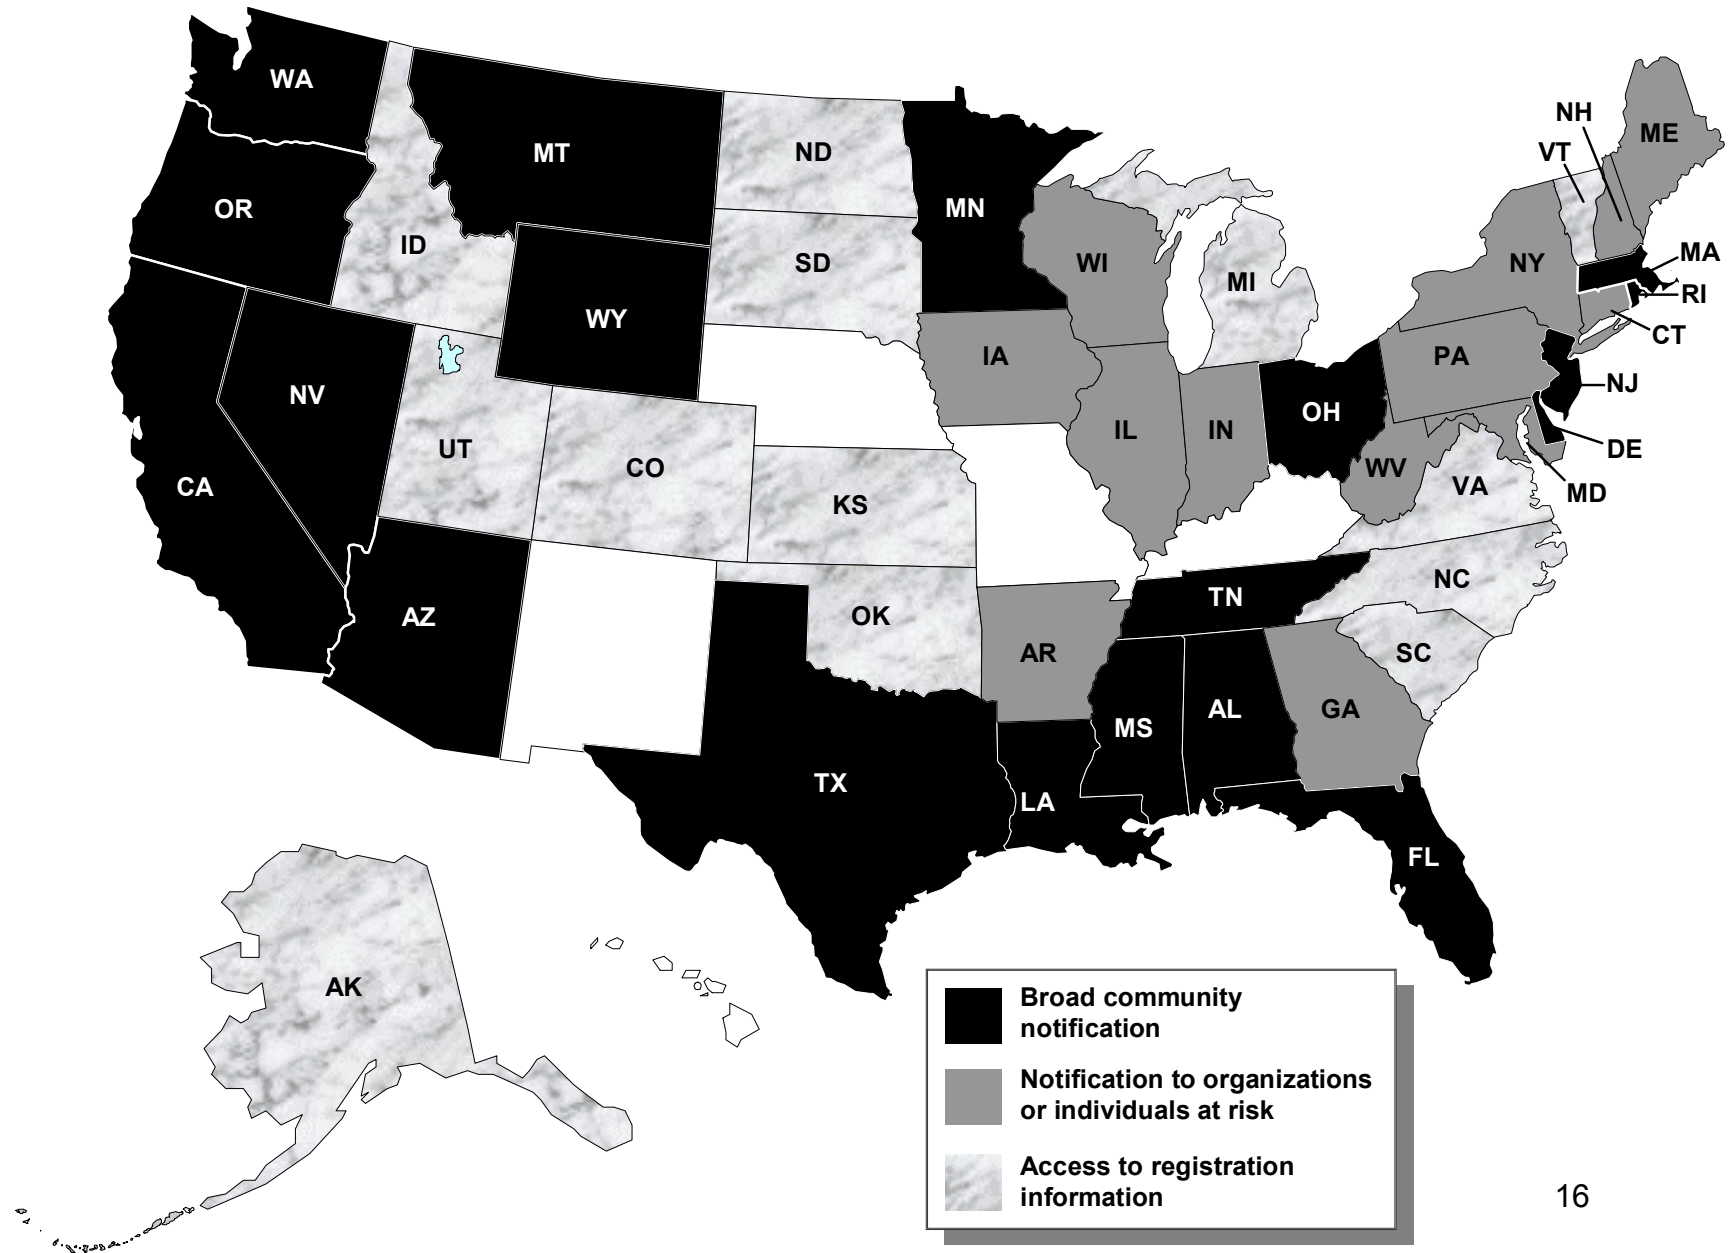 WA
MT
ND
MN
NH
ME
VT
OR
ID
SD
WI
MI
NY
MA
RI
WY
IA
PA
CT
NV
OH
NJ
UT
CO
IL
IN
DE
CA
KS
WV
VA
MD
AZ
OK
TN
NC
AR
SC
MS
AL
GA
TX
LA
FL
AK
Broad community
notification
Notification to organizations
or individuals at risk
Access to registration
information
16